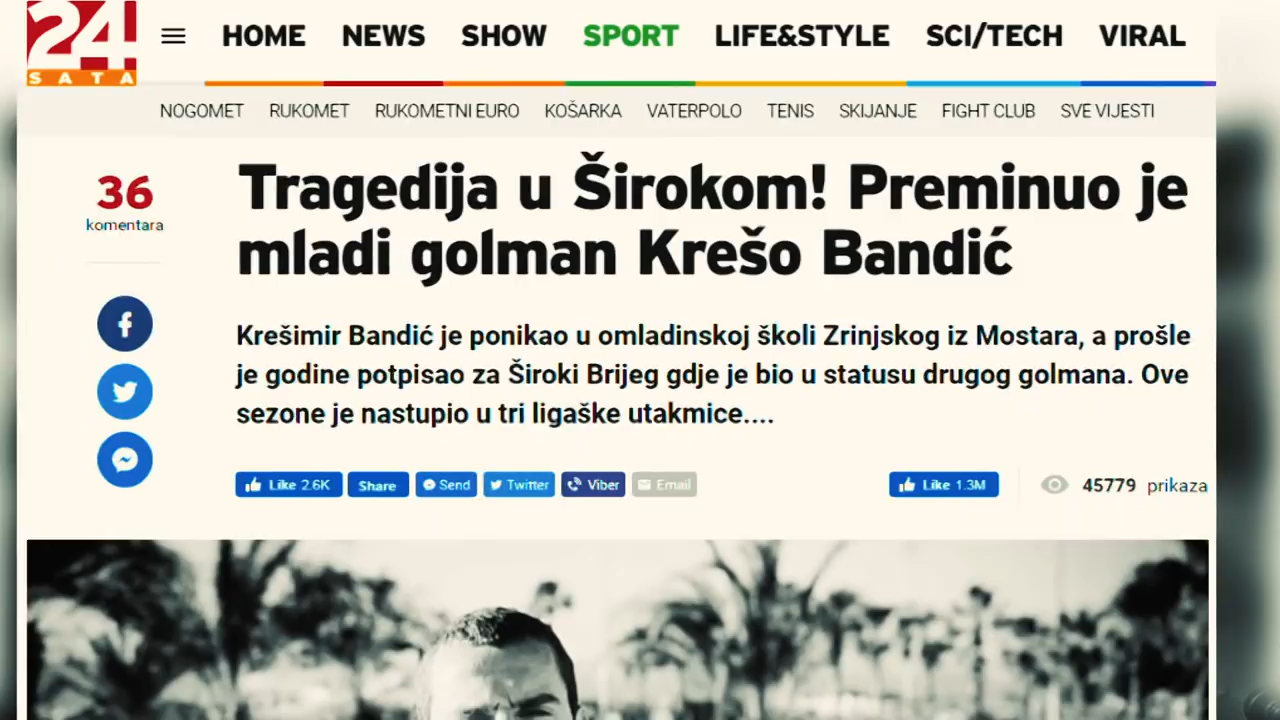 24
SATA
HOME NEWS SHOW SPORT LIFE&STYLE SCI/TECH VIRAL
NOGOMET RUKOMET RUKOMETNI EURO KOŠARKA VATERPOLO TENIS SKIJANJE FIGHT CLUB SVE VIJESTI
36
komentara
Tragedija u Širokom! Preminuo je
mladi golman Krešo Bandić
Krešimir Bandić je ponikao u omladinskoj školi Zrinjskog iz Mostara, a prošle
je godine potpisao za Široki Brijeg gdje je bio u statusu drugog golmana. Ove
sezone je nastupio u tri ligaške utakmice....
Like 2.6K Share Send Twitter Viber Email Like 1.3M 45779 prikaza